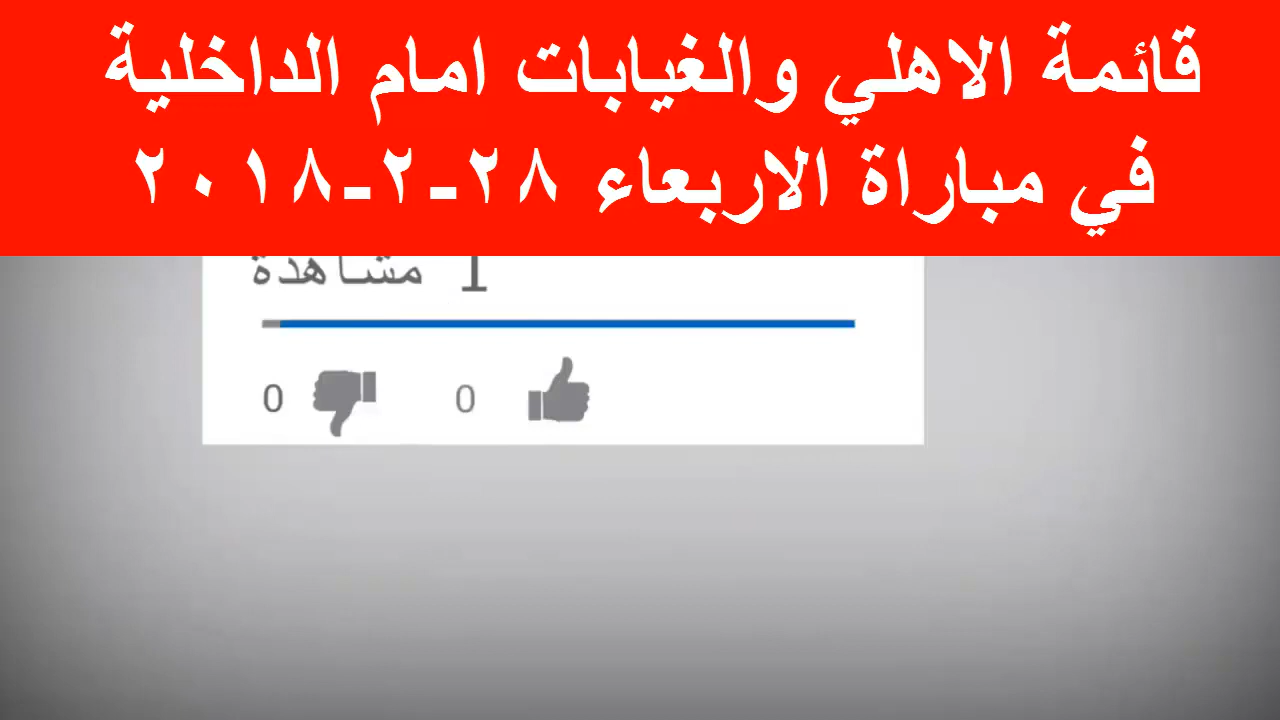 قائمة الاهلي والغيابات امام الداخلية
في مباراة الاربعاء ٢٨-٢-٢٠١٨
1 مشاهدة
0 0